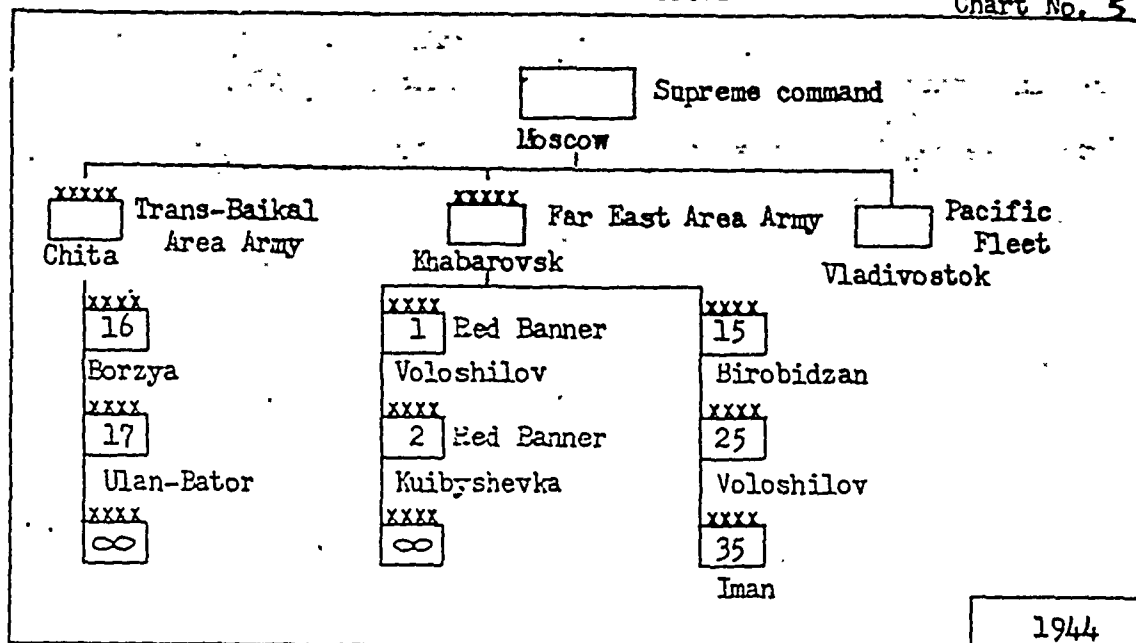 Chart No. 5
Supreme command
Moscow
XXXXX
Trans-Baikal
Area Army
Chita
XXXXX
Far East Area Army
Khabarovsk
Pacific
Fleet
Vladivostok
XXXX
16
Borzya
XXXX
17
Ulan-Bator
XXXX
∞
XXXX
1 Red Banner
Voloshilov
XXXX
2 Red Banner
Kuibyshevka
XXXX
∞
XXXX
15
Birobidzan
XXXX
25
Voloshilov
XXXX
35
Iman
1944